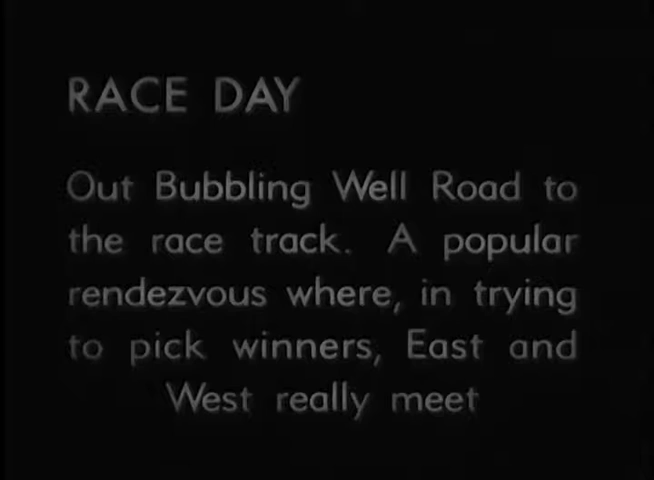 RACE DAY
Out Bubbling Well Road to
the race track. A popular
rendezvous where, in trying
to pick winners, East and
West really meet